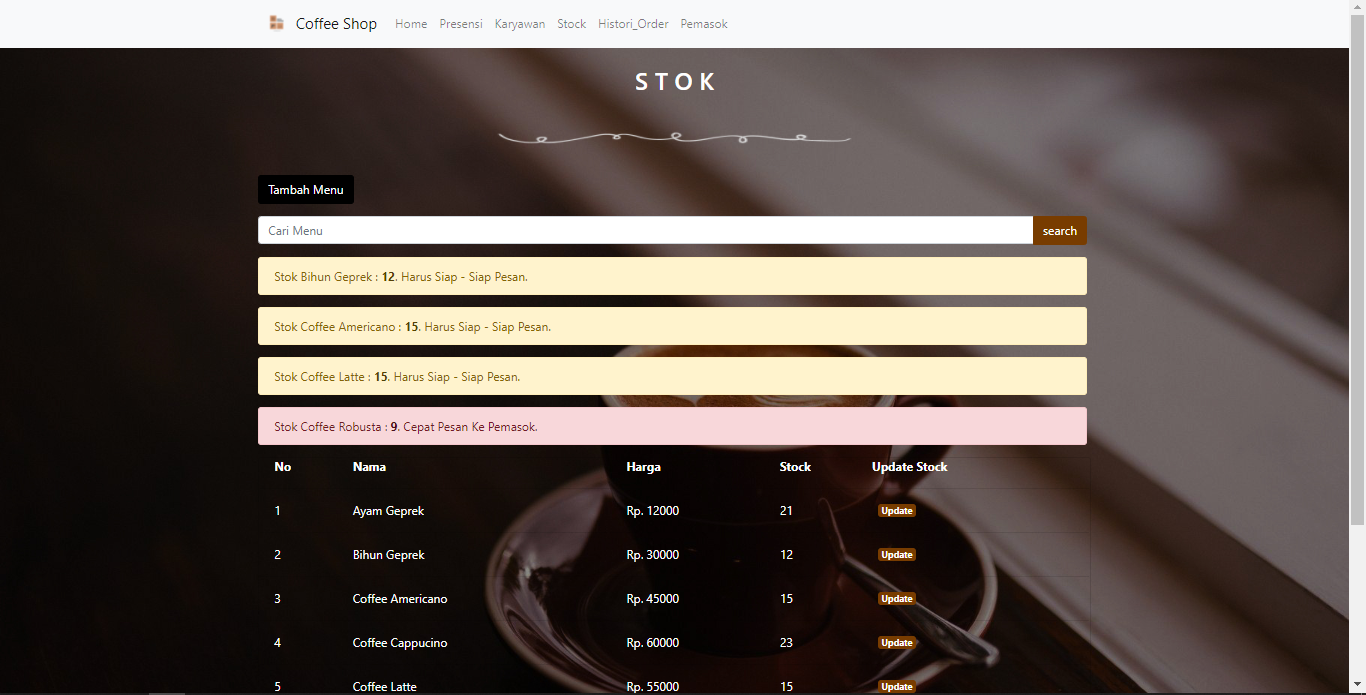 Coffee Shop Home Presensi Karyawan Stock Histori_Order Pemasok
STOK
Tambah Menu
Cari Menu search
Stok Bihun Geprek : 12. Harus Siap - Siap Pesan.
Stok Coffee Americano : 15. Harus Siap - Siap Pesan.
Stok Coffee Latte : 15. Harus Siap - Siap Pesan.
Stok Coffee Robusta : 9. Cepat Pesan Ke Pemasok.
No Nama Harga Stock Update Stock
1 Ayam Geprek Rp. 12000 21 Update
2 Bihun Geprek Rp. 30000 12 Update
3 Coffee Americano Rp. 45000 15 Update
4 Coffee Cappucino Rp. 60000 23 Update
5 Coffee Latte Rp. 55000 15 Update